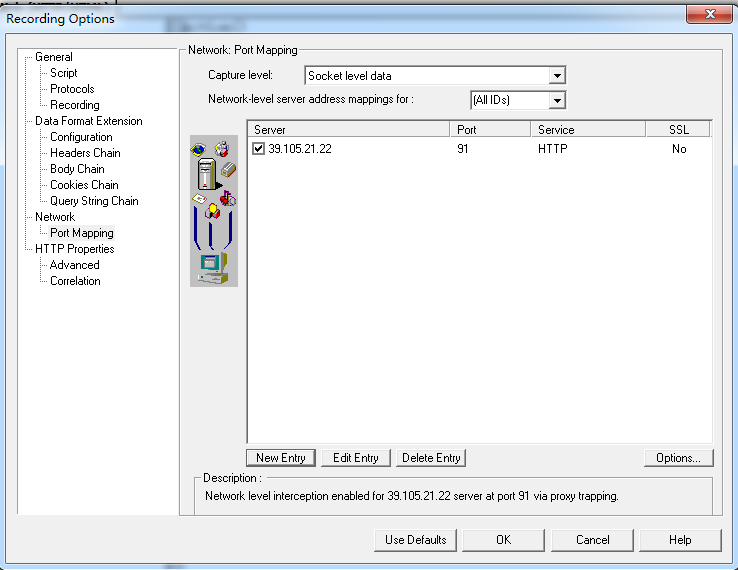 Recording Options
General
Script
Protocols
Recording
Data Format Extension
Configuration
Headers Chain
Body Chain
Cookies Chain
Query String Chain
Network
Port Mapping
HTTP Properties
Advanced
Correlation
Network: Port Mapping
Capture level: Socket level data
Network-level server address mappings for : (All IDs)
Server Port Service SSL
39.105.21.22 91 HTTP No
New Entry Edit Entry Delete Entry Options...
Description :
Network level interception enabled for 39.105.21.22 server at port 91 via proxy trapping.
Use Defaults OK Cancel Help